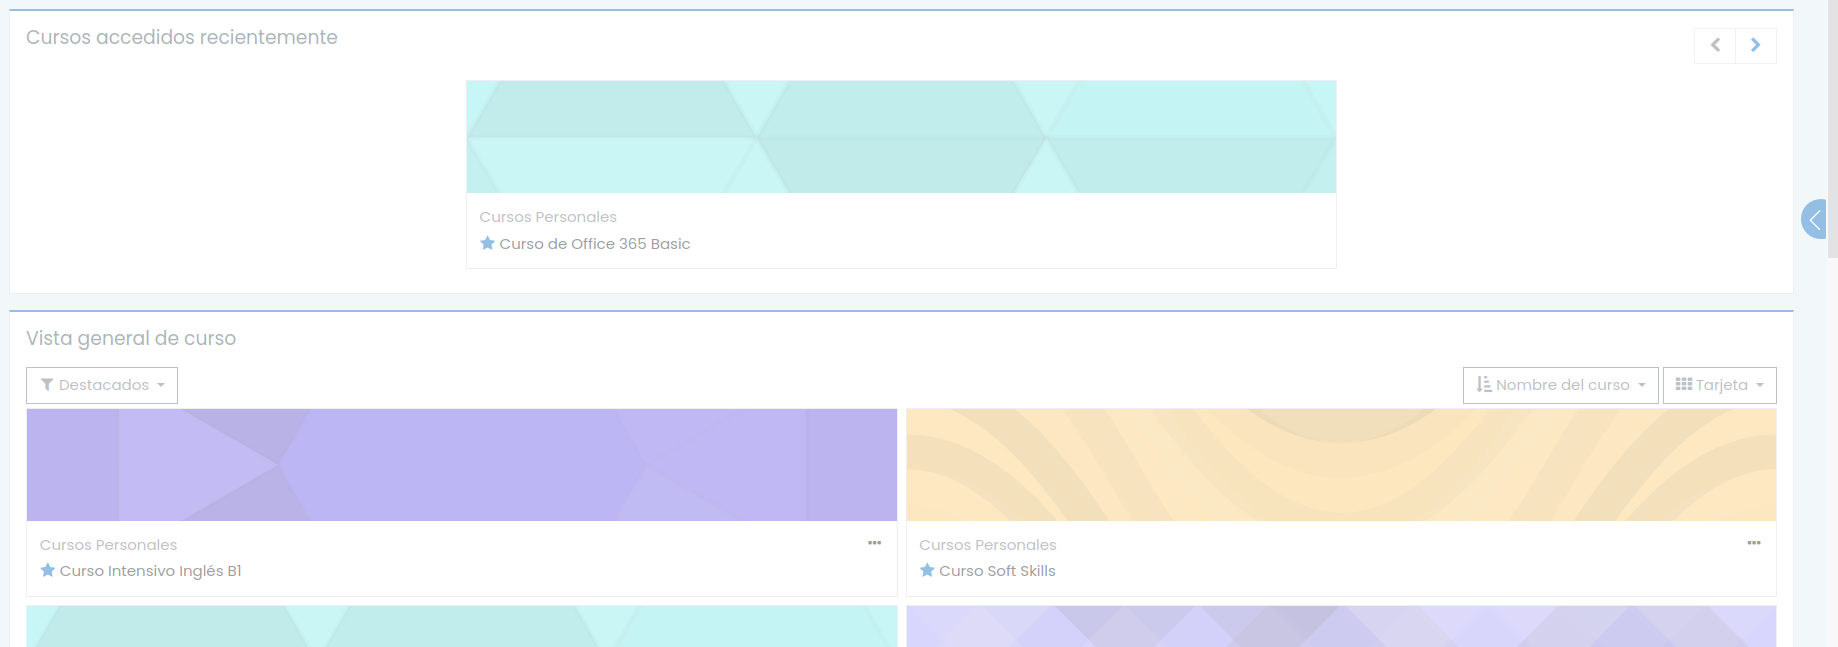 Cursos accedidos recientemente
Cursos Personales
Curso de Office 365 Basic
Vista general de curso
Destacados
Nombre del curso
Tarjeta
Cursos Personales
Curso Intensivo Inglés B1
Cursos Personales
Curso Soft Skills